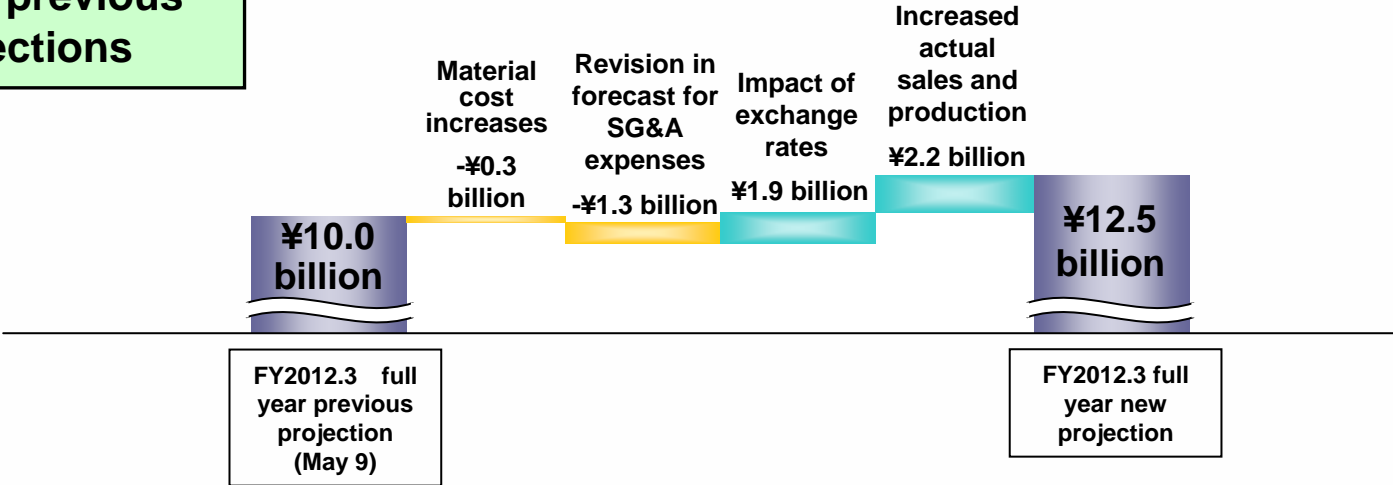 previous
Material
cost
increases
-¥0.3
billion
Revision in
forecast for
SG&A
expenses
-¥1.3 billion
Impact of
exchange
rates
¥1.9 billion
Increased
actual
sales and
production
¥2.2 billion
¥10.0
billion
¥12.5
billion
FY2012.3 full
year previous
projection
(May 9)
FY2012.3 full
year new
projection